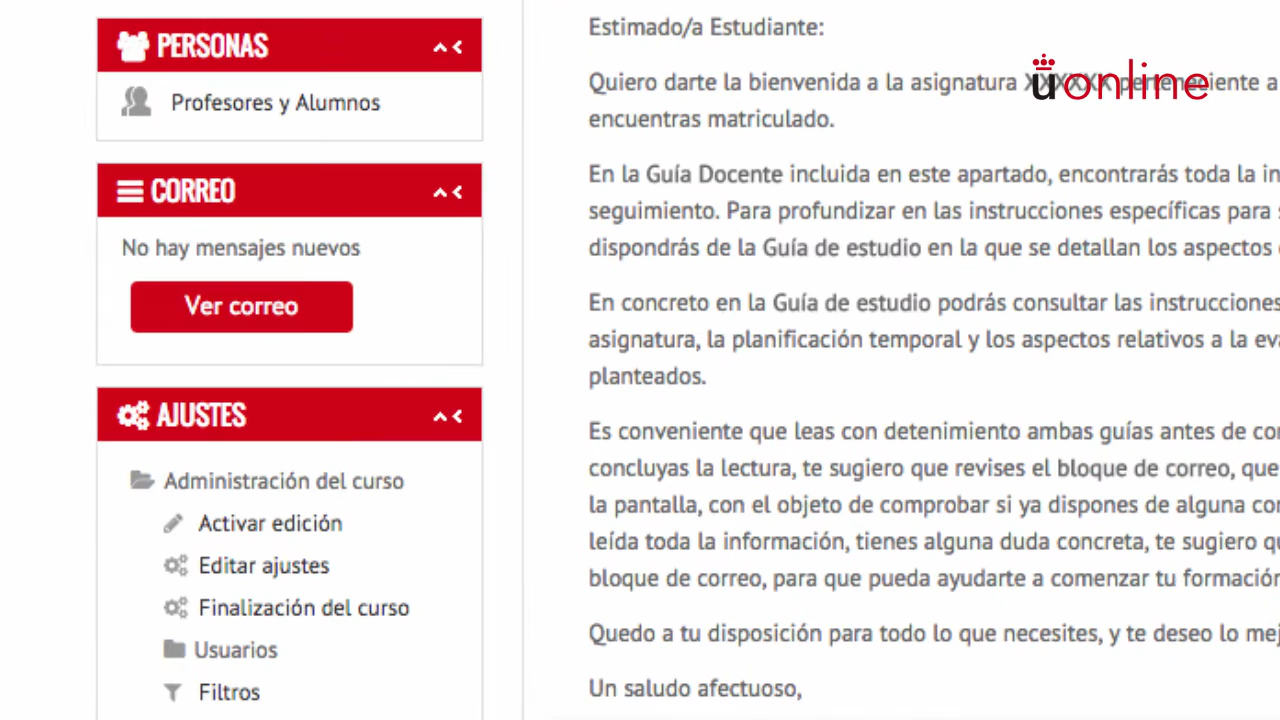 PERSONAS
Profesores y Alumnos
CORREO
No hay mensajes nuevos
Ver correo
AJUSTES
Administración del curso
Activar edición
Editar ajustes
Finalización del curso
Usuarios
Filtros
Estimado/a Estudiante:
Quiero darte la bienvenida a la asignatura XXXXXX perteneciente a
encuentras matriculado.
En la Guía Docente incluida en este apartado, encontrarás toda la in
seguimiento. Para profundizar en las instrucciones específicas para
dispondrás de la Guía de estudio en la que se detallan los aspectos
En concreto en la Guía de estudio podrás consultar las instrucciones
asignatura, la planificación temporal y los aspectos relativos a la eva
planteados.
Es conveniente que leas con detenimiento ambas guías antes de co
concluyas la lectura, te sugiero que revises el bloque de correo, que
la pantalla, con el objeto de comprobar si ya dispones de alguna co
leída toda la información, tienes alguna duda concreta, te sugiero qu
bloque de correo, para que pueda ayudarte a comenzar tu formación
Quedo a tu disposición para todo lo que necesites, y te deseo lo mej
Un saludo afectuoso,
uonline